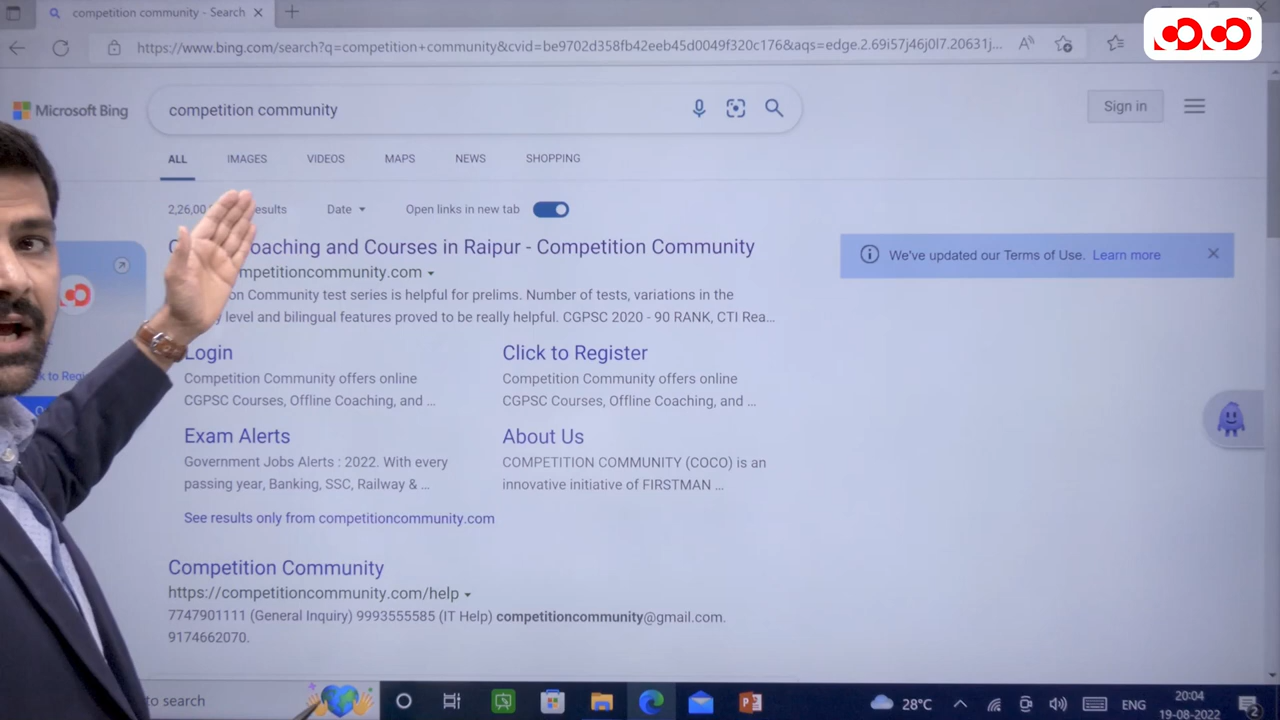 competition community - Search
https://www.bing.com/search?q=competition+community&cvid=be9702d358fb42eeb45d0049f320c176&aqs=edge.2.69i57j46j0l7.20631j...
COCO
TM
Microsoft Bing
competition community
Sign in
ALL IMAGES VIDEOS MAPS NEWS SHOPPING
2,26,00 Date Open links in new tab
Coaching and Courses in Raipur - Competition Community
We've updated our Terms of Use. Learn more
competitioncommunity.com
Community test series is helpful for prelims. Number of tests, variations in the
level and bilingual features proved to be really helpful. CGPSC 2020 - 90 RANK, CTI Rea...
Login
Click to Register
Competition Community offers online
CGPSC Courses, Offline Coaching, and ...
Competition Community offers online
CGPSC Courses, Offline Coaching, and ...
Exam Alerts
About Us
Government Jobs Alerts : 2022. With every
passing year, Banking, SSC, Railway & ...
COMPETITION COMMUNITY (COCO) is an
innovative initiative of FIRSTMAN ...
See results only from competitioncommunity.com
Competition Community
https://competitioncommunity.com/help
7747901111 (General Inquiry) 9993555585 (IT Help) competitioncommunity@gmail.com.
9174662070.
to search
28°C ENG 20:04
19-08-2022
2